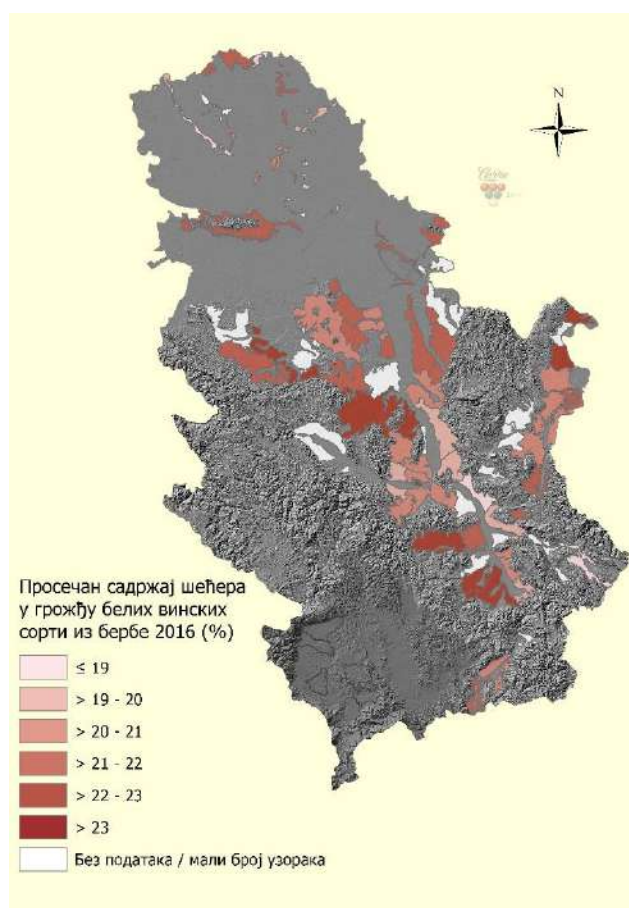 N
Просечан садржај шећера
у грожђу белих винских
сорти из бербе 2016 (%)
≤ 19
> 19 - 20
> 20 - 21
> 21 - 22
> 22 - 23
> 23
Без података / мали број узорака